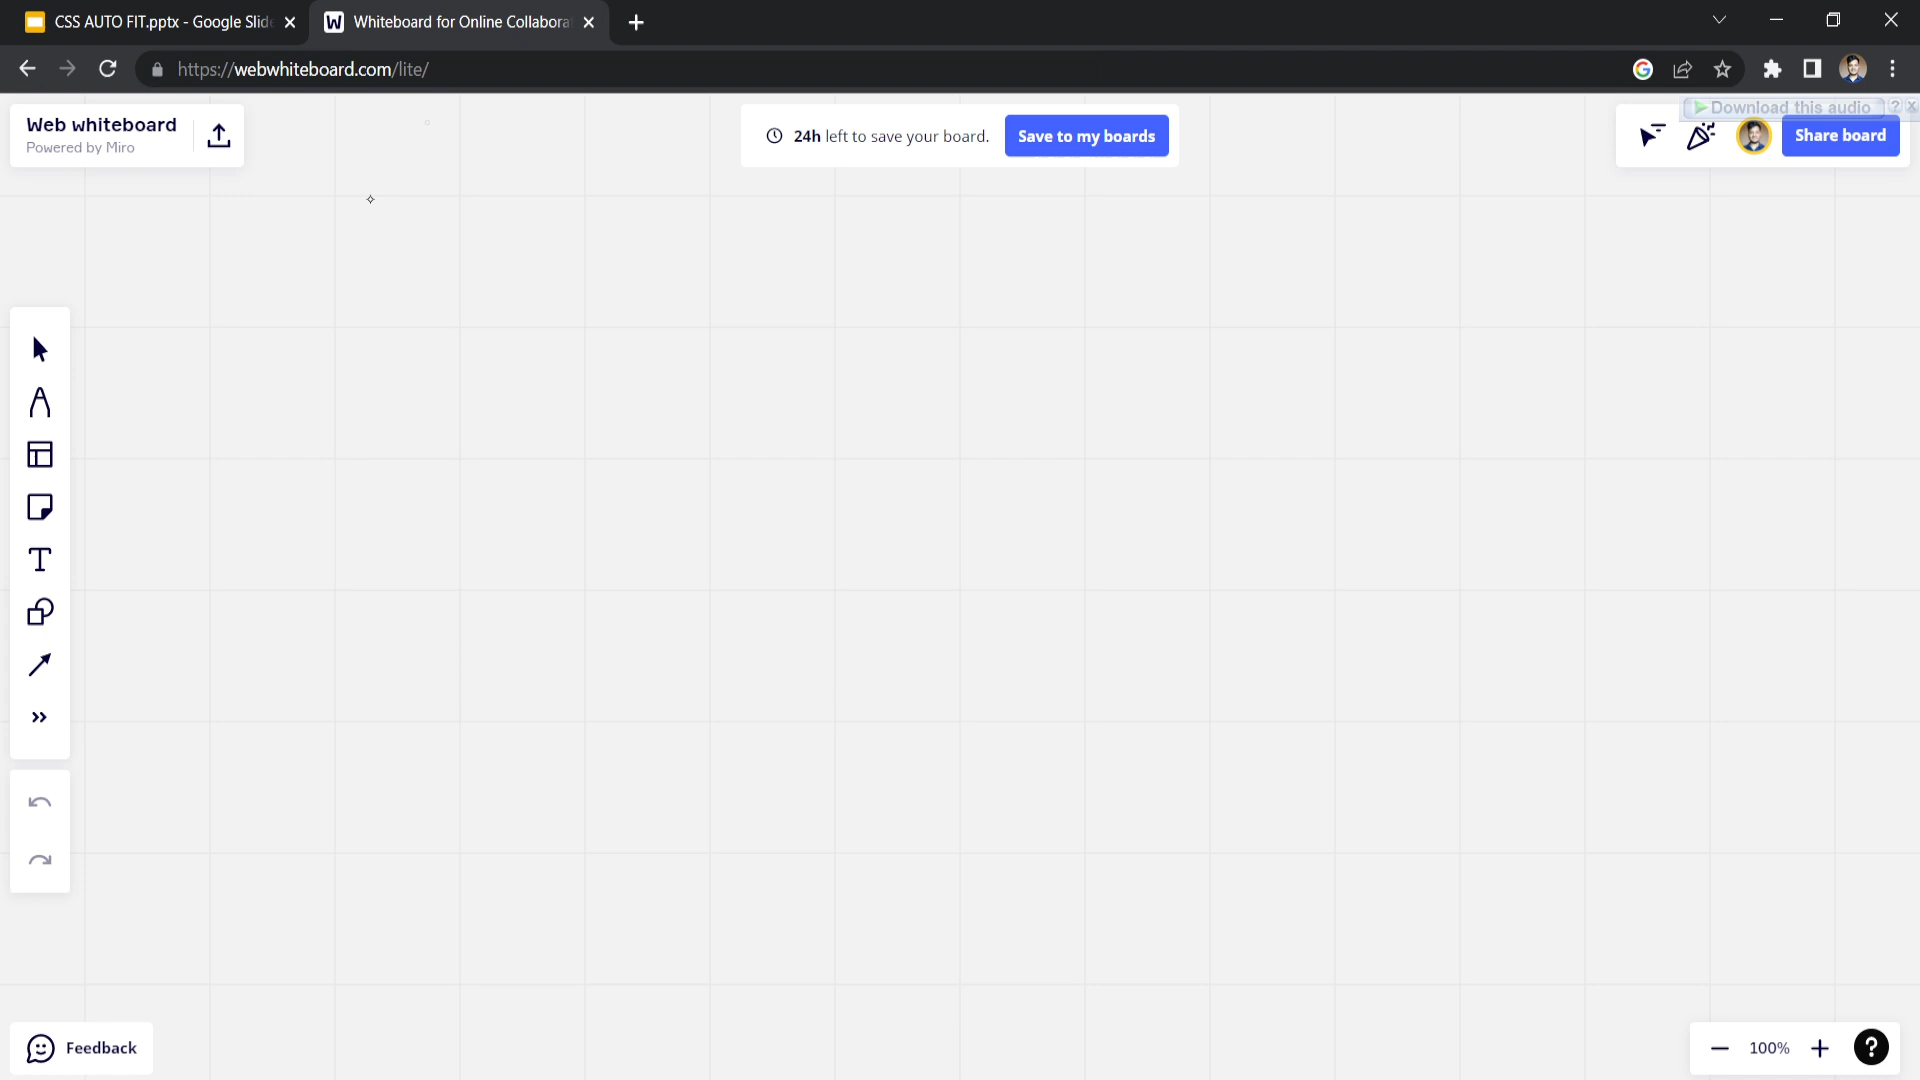 CSS AUTO FIT.pptx - Google Slide
Whiteboard for Online Collabora
https://webwhiteboard.com/lite/
Download this audio
Web whiteboard
Powered by Miro
24h left to save your board.
Save to my boards
Share board
Feedback
100%